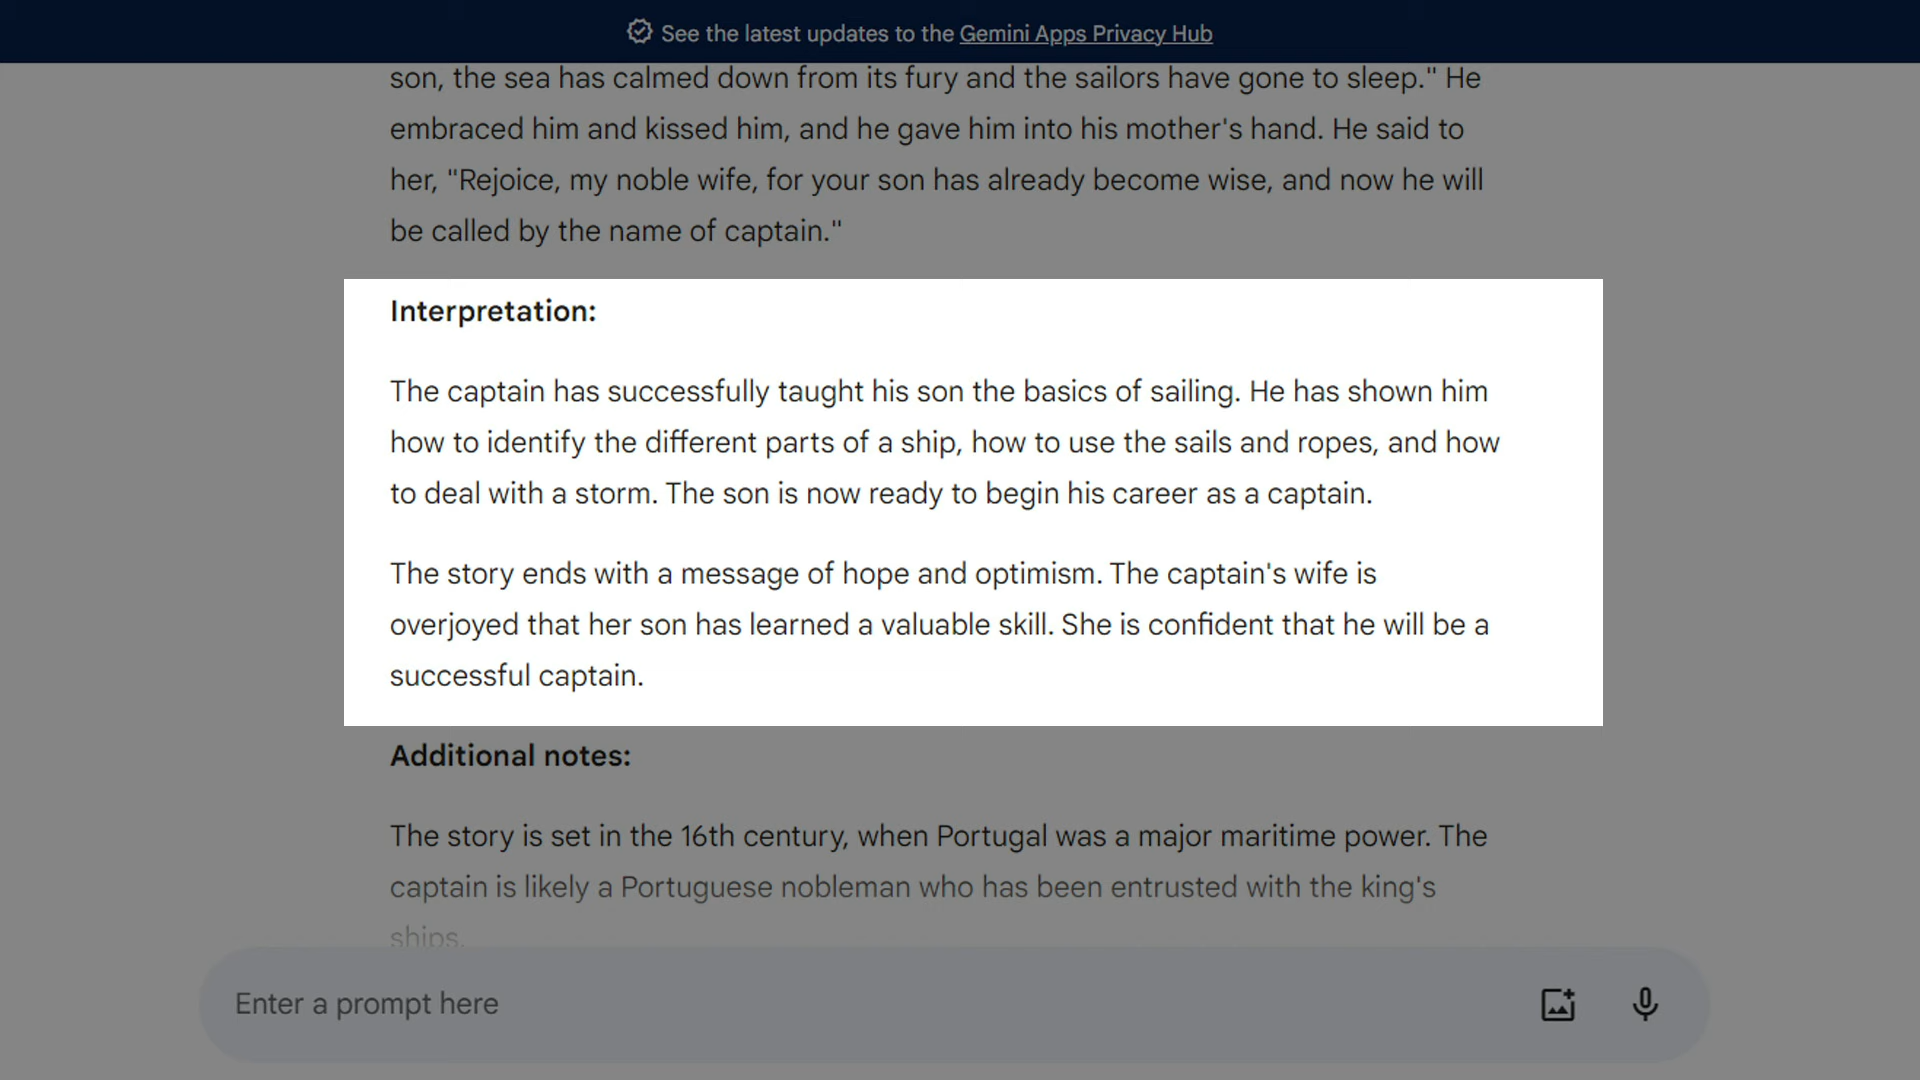 See the latest updates to the Gemini Apps Privacy Hub
son, the sea has calmed down from its fury and the sailors have gone to sleep." He
embraced him and kissed him, and he gave him into his mother's hand. He said to
her, "Rejoice, my noble wife, for your son has already become wise, and now he will
be called by the name of captain."
Interpretation:
The captain has successfully taught his son the basics of sailing. He has shown him
how to identify the different parts of a ship, how to use the sails and ropes, and how
to deal with a storm. The son is now ready to begin his career as a captain.
The story ends with a message of hope and optimism. The captain's wife is
overjoyed that her son has learned a valuable skill. She is confident that he will be a
successful captain.
Additional notes:
The story is set in the 16th century, when Portugal was a major maritime power. The
captain is likely a Portuguese nobleman who has been entrusted with the king's
ships.
Enter a prompt here